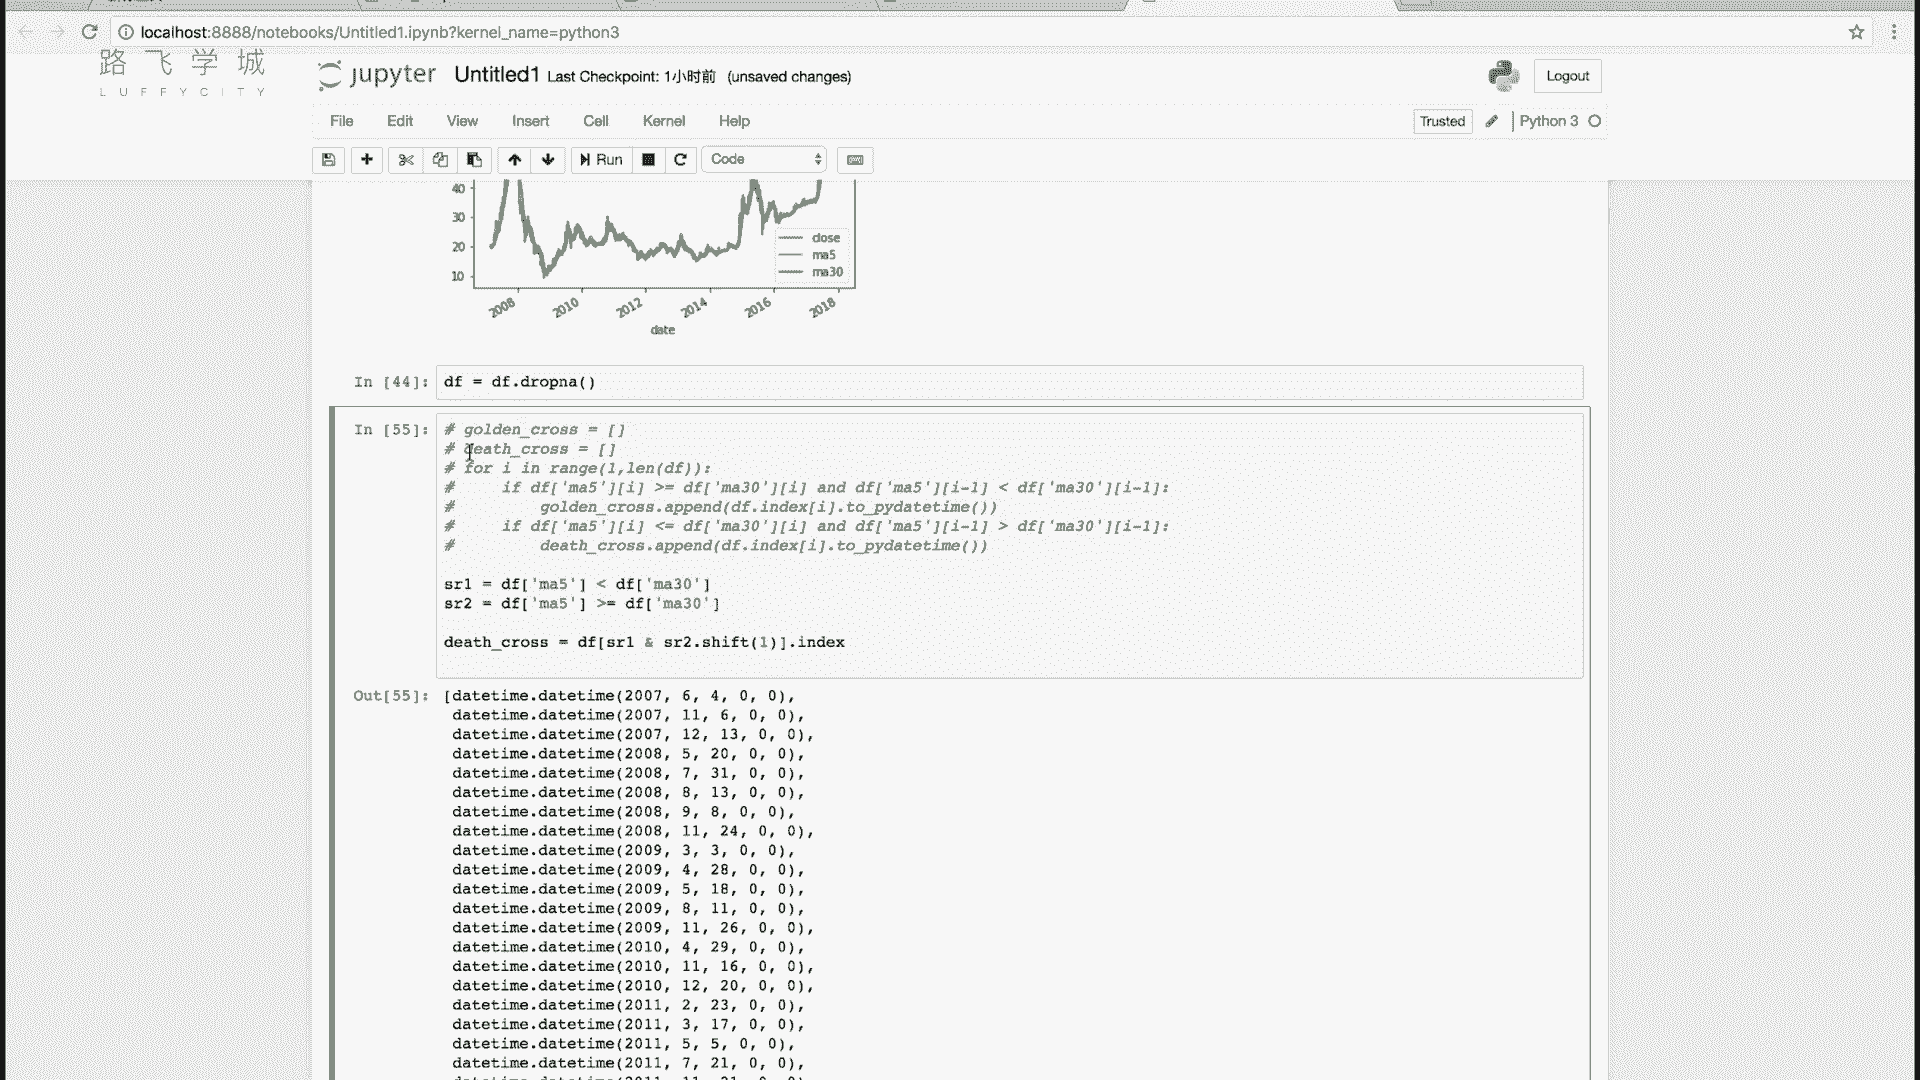 localhost:8888/notebooks/Untitled1.ipynb?kernel_name=python3
路飞学城
LUFFYCITY
jupyter Untitled1 Last Checkpoint: 1小时前 (unsaved changes)
Logout
File Edit View Insert Cell Kernel Help
Trusted Python 3
Run Code
40
30
20
10
close
ma5
ma30
2008 2010 2012 2014 2016 2018
date
In [44]: df = df.dropna()
In [55]: # golden_cross = []
# death_cross = []
# for i in range(1,len(df)):
#     if df['ma5'][i] >= df['ma30'][i] and df['ma5'][i-1] < df['ma30'][i-1]:
#         golden_cross.append(df.index[i].to_pydatetime())
#     if df['ma5'][i] <= df['ma30'][i] and df['ma5'][i-1] > df['ma30'][i-1]:
#         death_cross.append(df.index[i].to_pydatetime())
sr1 = df['ma5'] < df['ma30']
sr2 = df['ma5'] >= df['ma30']
death_cross = df[sr1 & sr2.shift(1)].index
Out[55]: [datetime.datetime(2007, 6, 4, 0, 0),
datetime.datetime(2007, 11, 6, 0, 0),
datetime.datetime(2007, 12, 13, 0, 0),
datetime.datetime(2008, 5, 20, 0, 0),
datetime.datetime(2008, 7, 31, 0, 0),
datetime.datetime(2008, 8, 13, 0, 0),
datetime.datetime(2008, 9, 8, 0, 0),
datetime.datetime(2008, 11, 24, 0, 0),
datetime.datetime(2009, 3, 3, 0, 0),
datetime.datetime(2009, 4, 28, 0, 0),
datetime.datetime(2009, 5, 18, 0, 0),
datetime.datetime(2009, 8, 11, 0, 0),
datetime.datetime(2009, 11, 26, 0, 0),
datetime.datetime(2010, 4, 29, 0, 0),
datetime.datetime(2010, 11, 16, 0, 0),
datetime.datetime(2010, 12, 20, 0, 0),
datetime.datetime(2011, 2, 23, 0, 0),
datetime.datetime(2011, 3, 17, 0, 0),
datetime.datetime(2011, 5, 5, 0, 0),
datetime.datetime(2011, 7, 21, 0, 0),